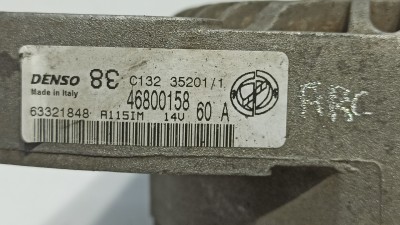 DENSO 83 C132 35201/1
Made in Italy
46800158
63321848 A115IM 14V 60 A
ARC